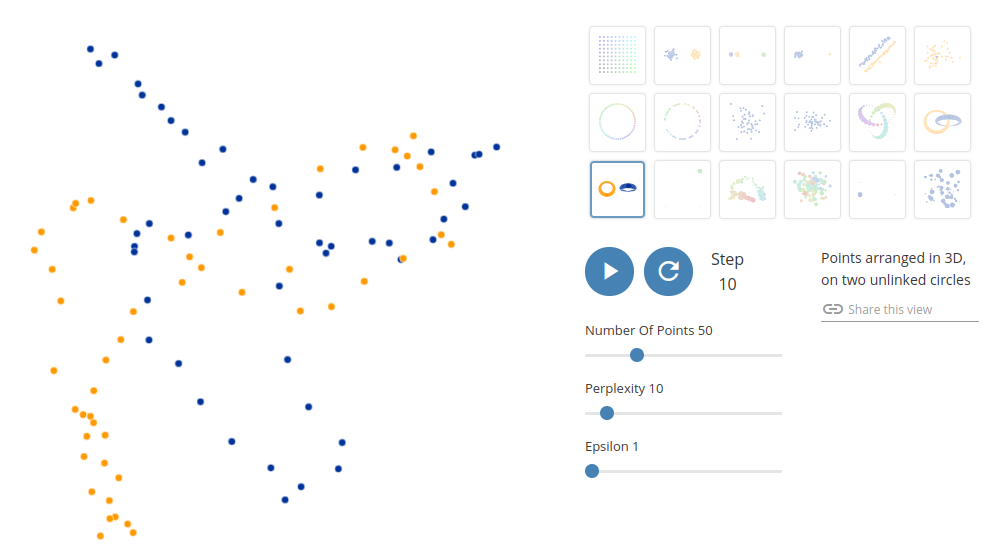 Step
10
Points arranged in 3D,
on two unlinked circles
Share this view
Number Of Points 50
Perplexity 10
Epsilon 1